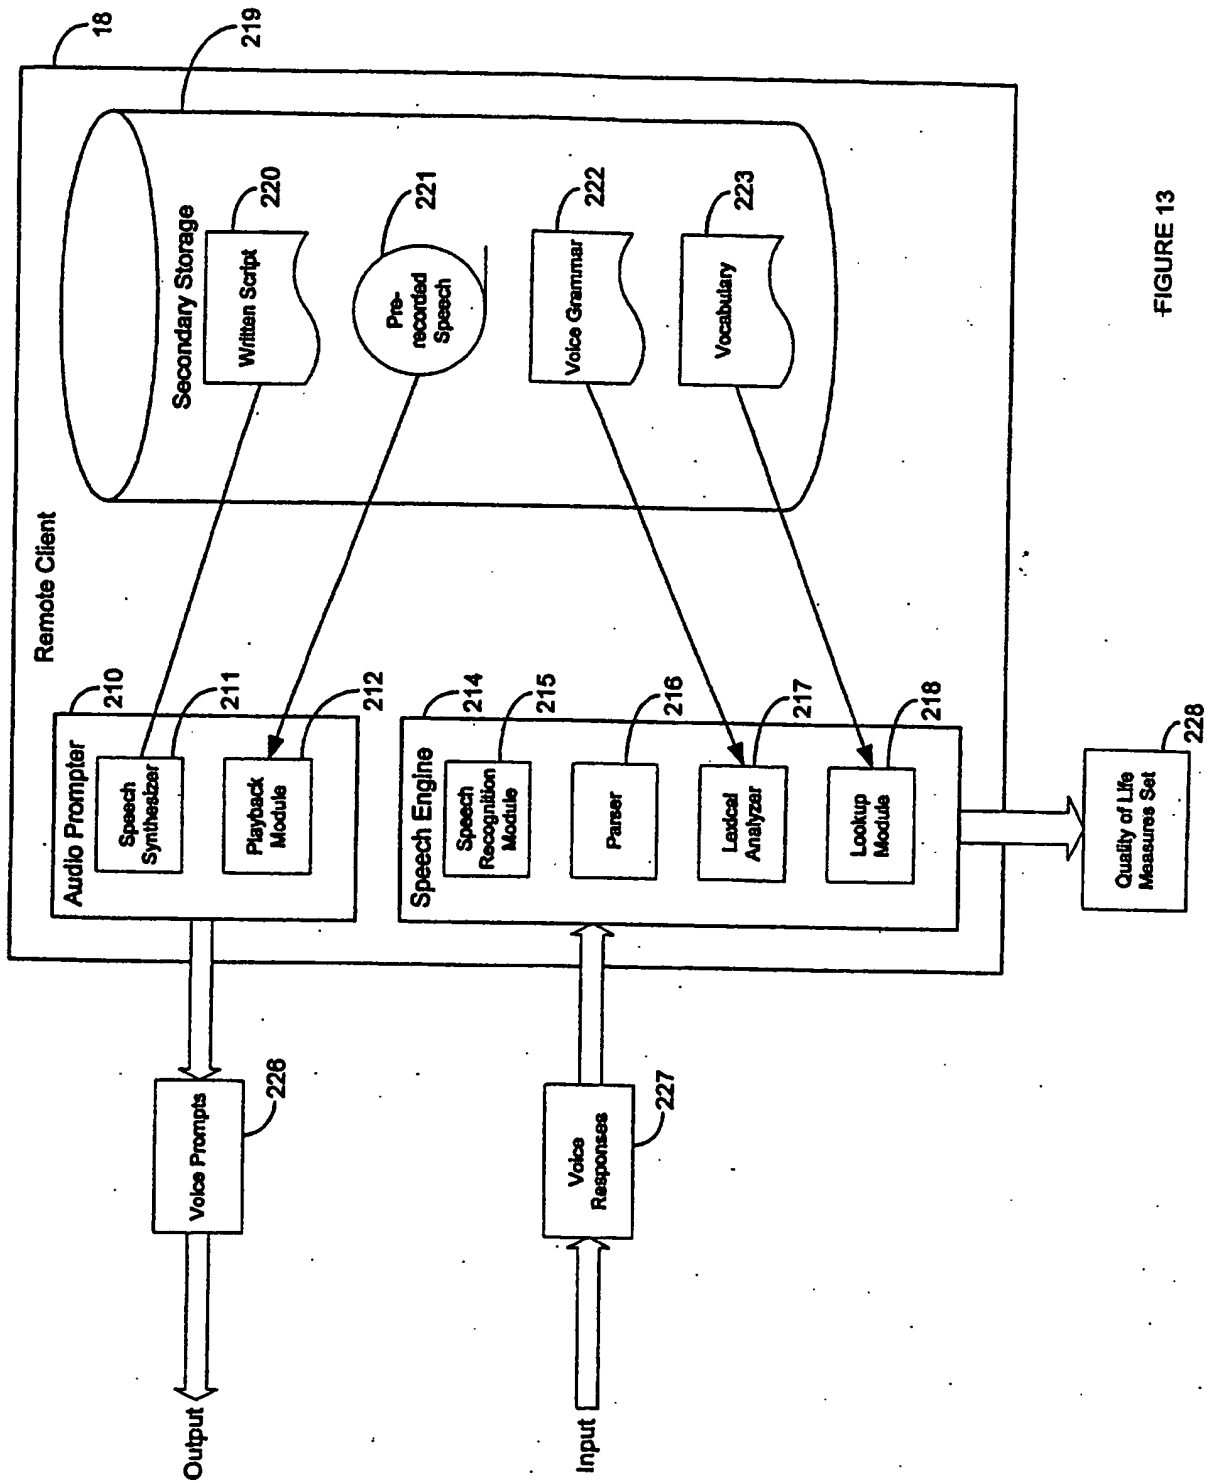 18
Remote Client
219
Secondary Storage
210
Audio Prompter
Speech
Synthesizer
211
Playback
Module
212
Written Script
220
Pre-
recorded
Speech
221
Output
Voice Prompts
226
214
Speech Engine
Speech
Recognition
Module
215
Parser
216
Lexical
Analyzer
217
Lookup
Module
218
Voice Grammar
222
Vocabulary
223
Input
Voice
Responses
227
Quality of Life
Measures Set
228
FIGURE 13